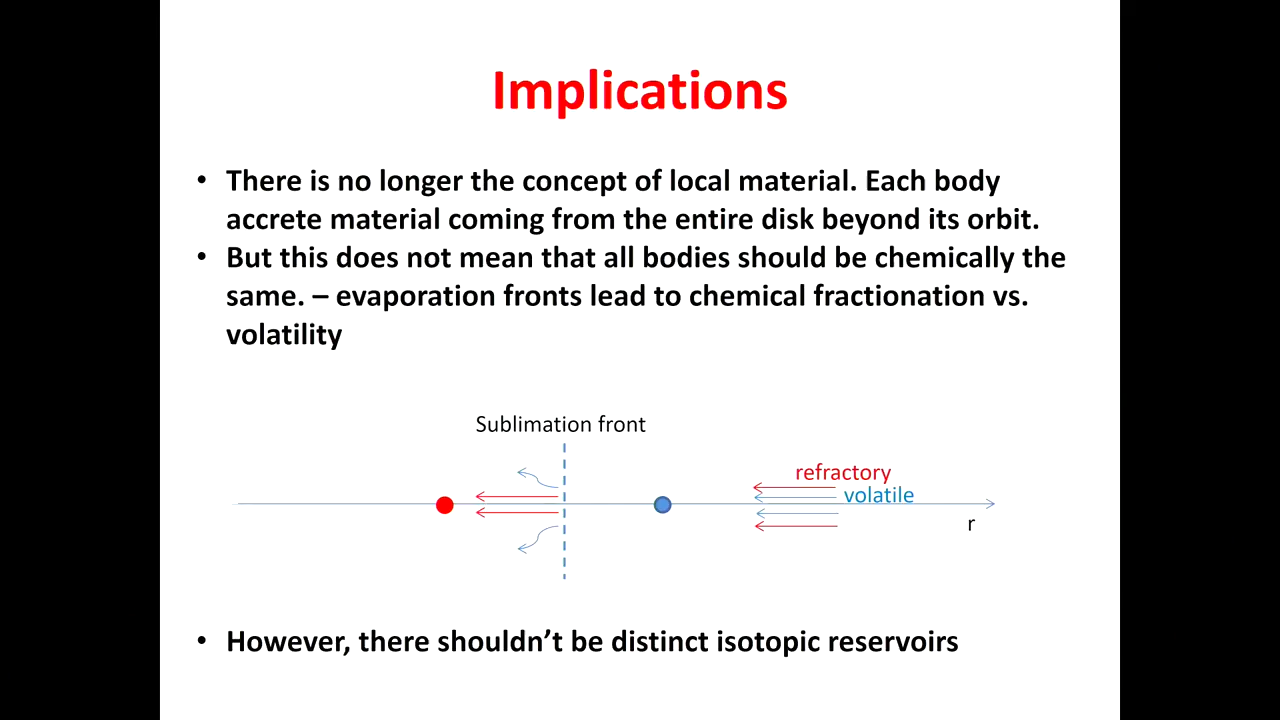 Implications
• There is no longer the concept of local material. Each body
accrete material coming from the entire disk beyond its orbit.
• But this does not mean that all bodies should be chemically the
same. – evaporation fronts lead to chemical fractionation vs.
volatility
Sublimation front
refractory
volatile
r
• However, there shouldn’t be distinct isotopic reservoirs